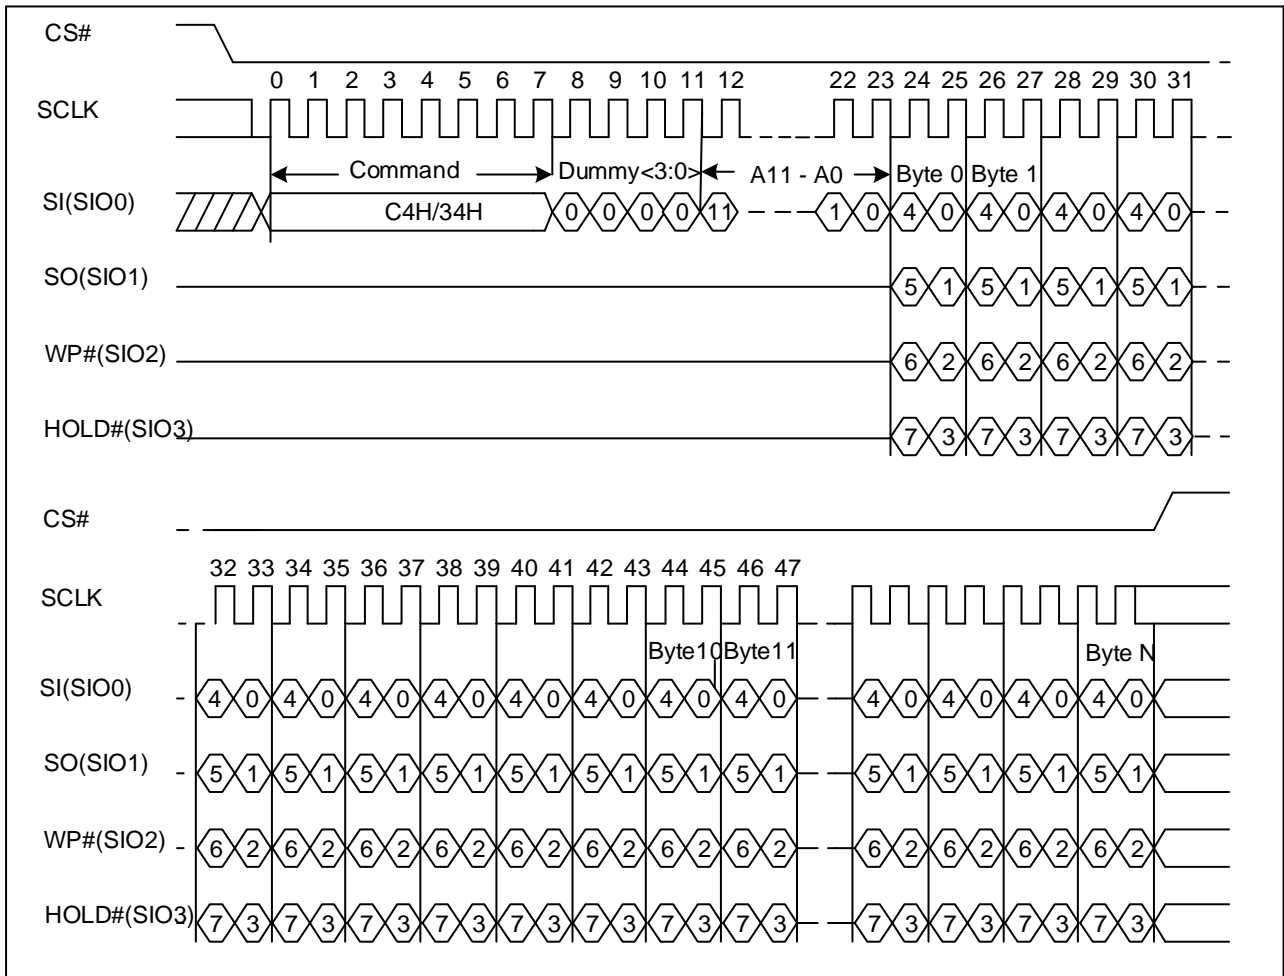 CS#
0 1 2 3 4 5 6 7 8 9 10 11 12 22 23 24 25 26 27 28 29 30 31
SCLK
Command Dummy<3:0> A11 - A0 Byte 0 Byte 1
SI(SIO0) C4H/34H 0 0 0 0 11 1 0 4 0 4 0 4 0 4 0
SO(SIO1) 5 1 5 1 5 1 5 1
WP#(SIO2) 6 2 6 2 6 2 6 2
HOLD#(SIO3) 7 3 7 3 7 3 7 3
CS#
32 33 34 35 36 37 38 39 40 41 42 43 44 45 46 47
SCLK
Byte10 Byte11 Byte N
SI(SIO0) 4 0 4 0 4 0 4 0 4 0 4 0 4 0 4 0 4 0 4 0 4 0 4 0
SO(SIO1) 5 1 5 1 5 1 5 1 5 1 5 1 5 1 5 1 5 1 5 1 5 1 5 1
WP#(SIO2) 6 2 6 2 6 2 6 2 6 2 6 2 6 2 6 2 6 2 6 2 6 2 6 2
HOLD#(SIO3) 7 3 7 3 7 3 7 3 7 3 7 3 7 3 7 3 7 3 7 3 7 3 7 3